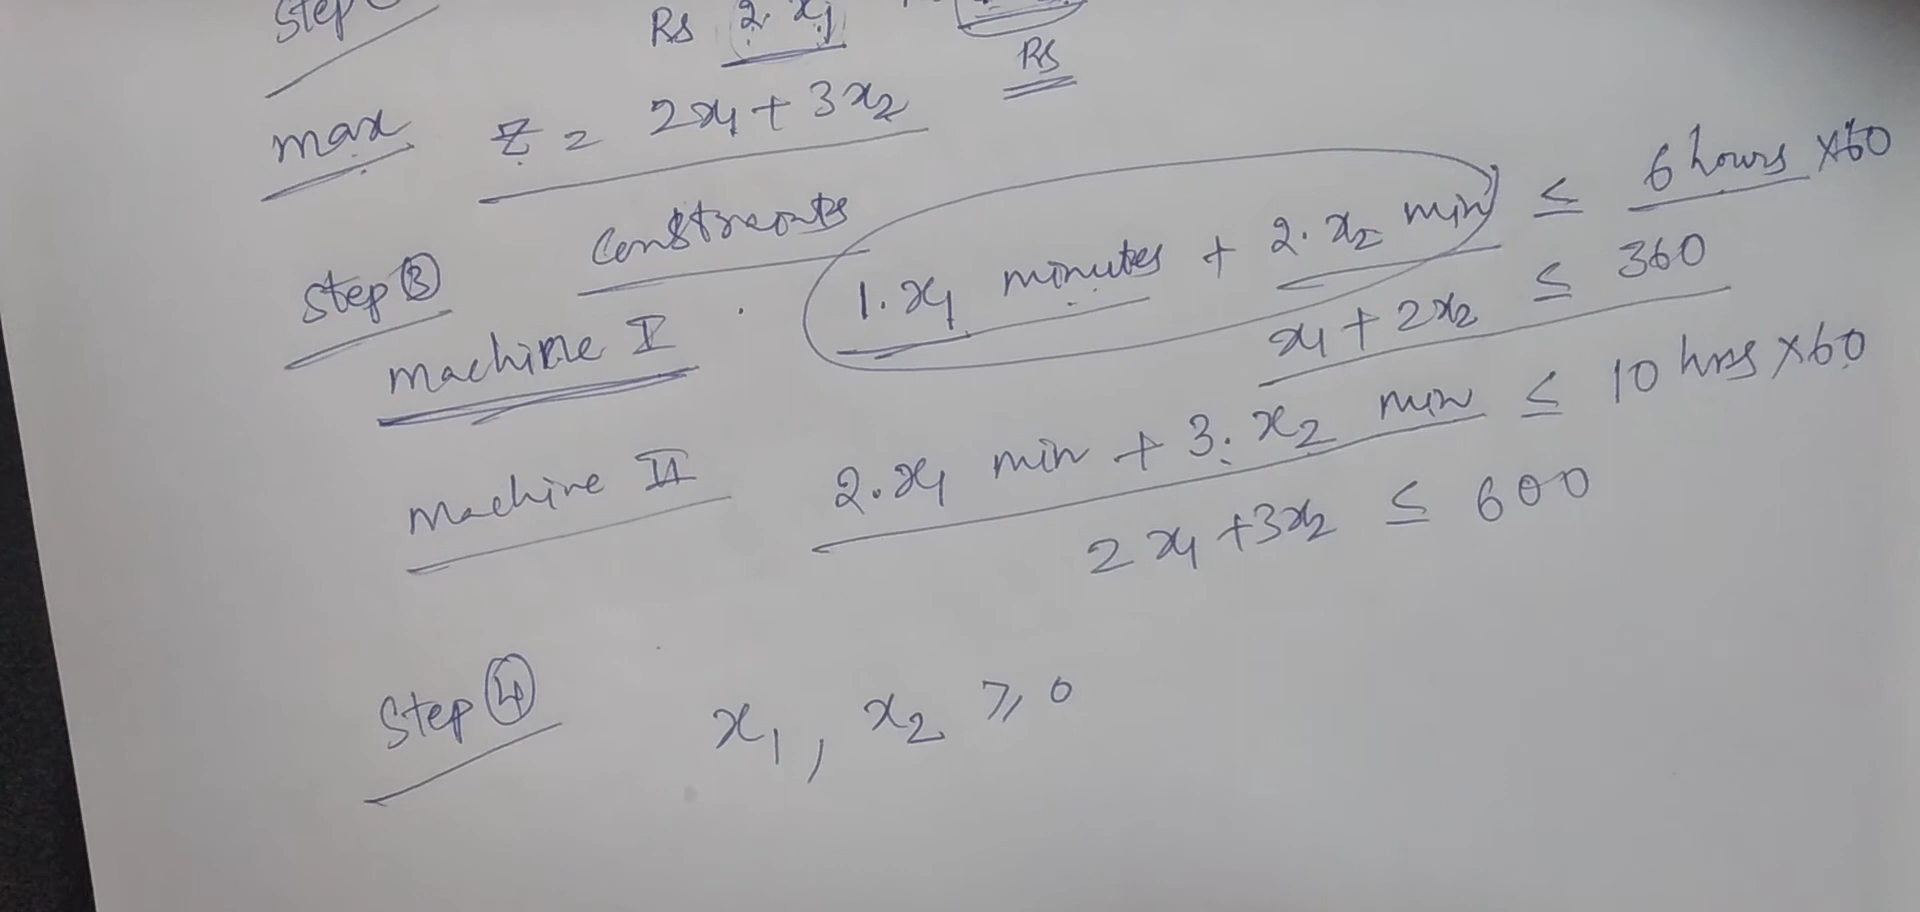 Step
Rs 2. x1
Rs
max Z = 2x1 + 3x2
Step ③ Constraints
Machine I 1.x1 minutes + 2.x2 min ≤ 6 hours x60
x1 + 2x2 ≤ 360
Machine II 2.x1 min + 3.x2 min ≤ 10 hrs x60
2x1 + 3x2 ≤ 600
Step ④ x1, x2 ≥ 0